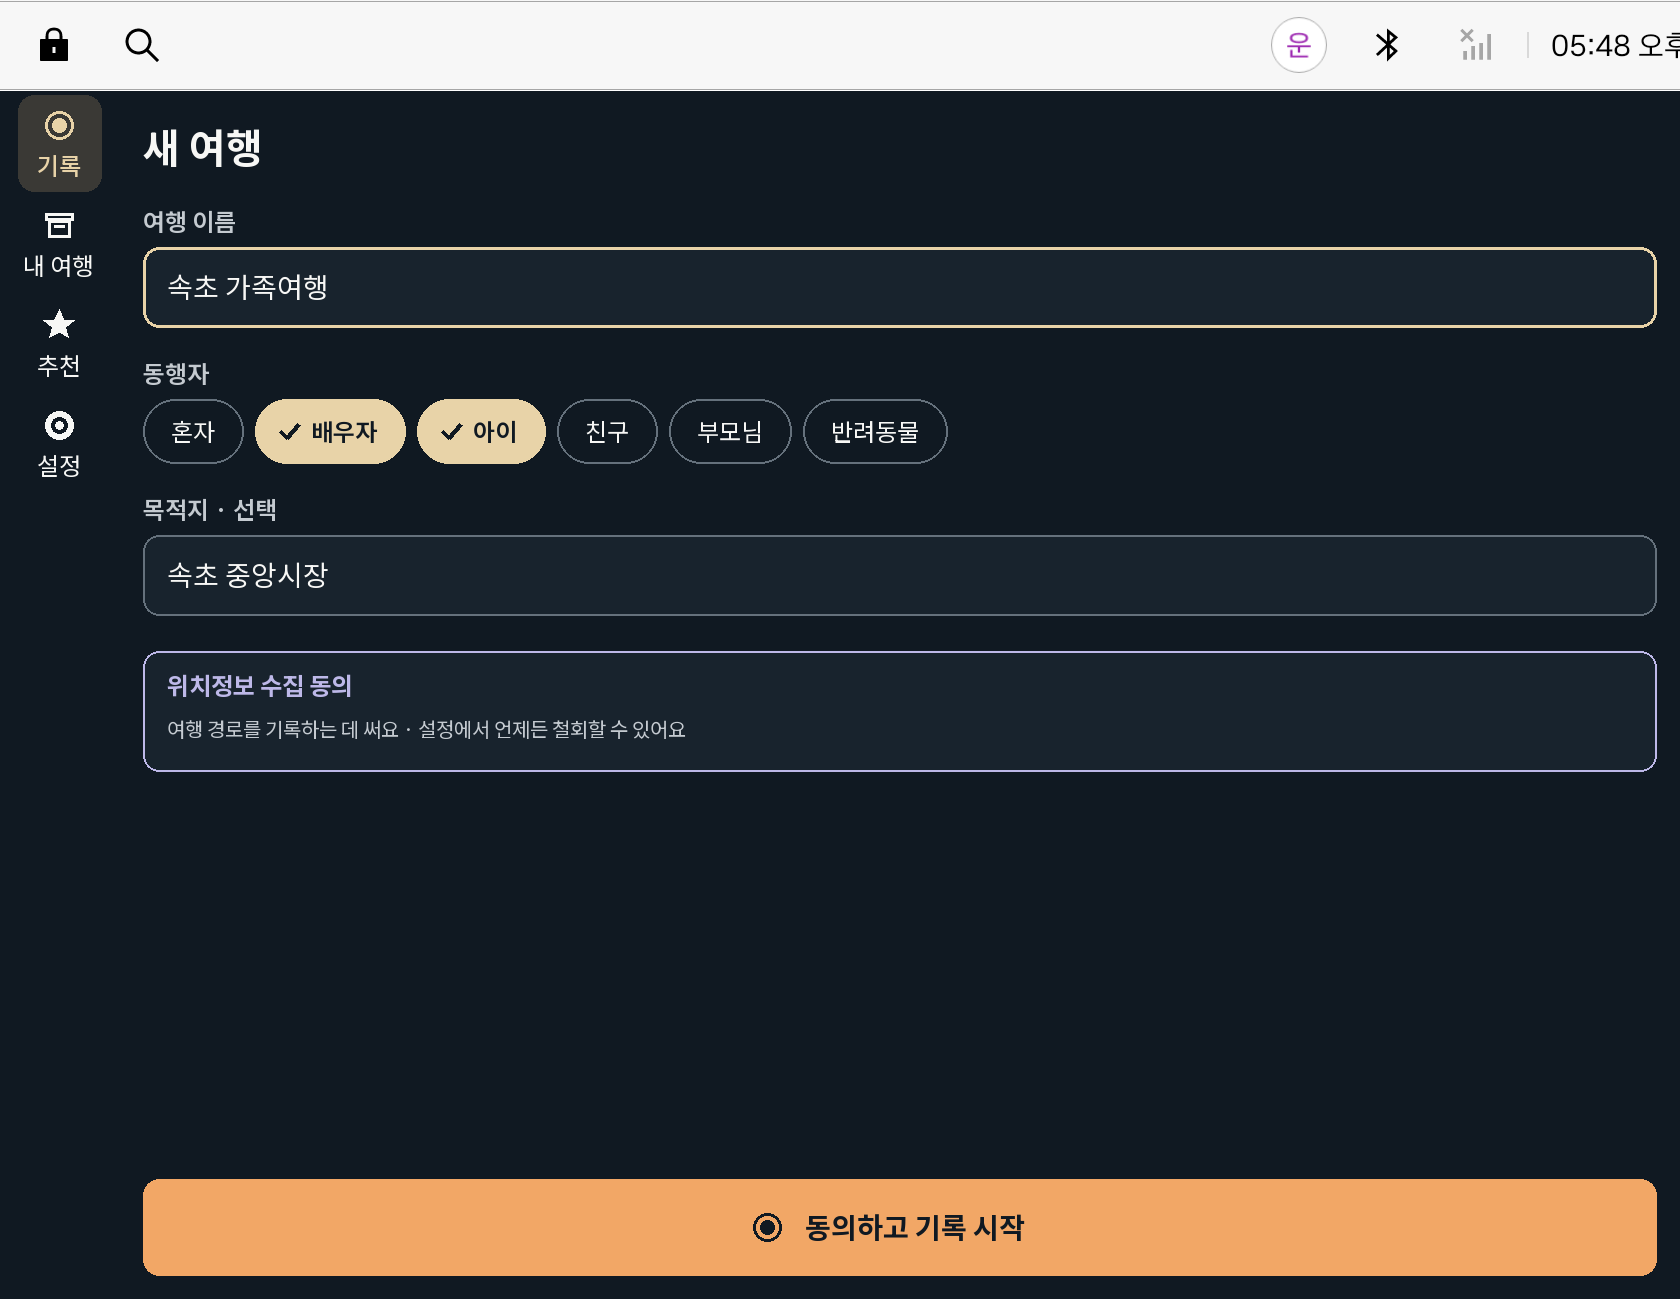 운
05:48 오후
기록
내 여행
추천
설정
새 여행
여행 이름
속초 가족여행
동행자
혼자
배우자
아이
친구
부모님
반려동물
목적지 · 선택
속초 중앙시장
위치정보 수집 동의
여행 경로를 기록하는 데 써요 · 설정에서 언제든 철회할 수 있어요
동의하고 기록 시작